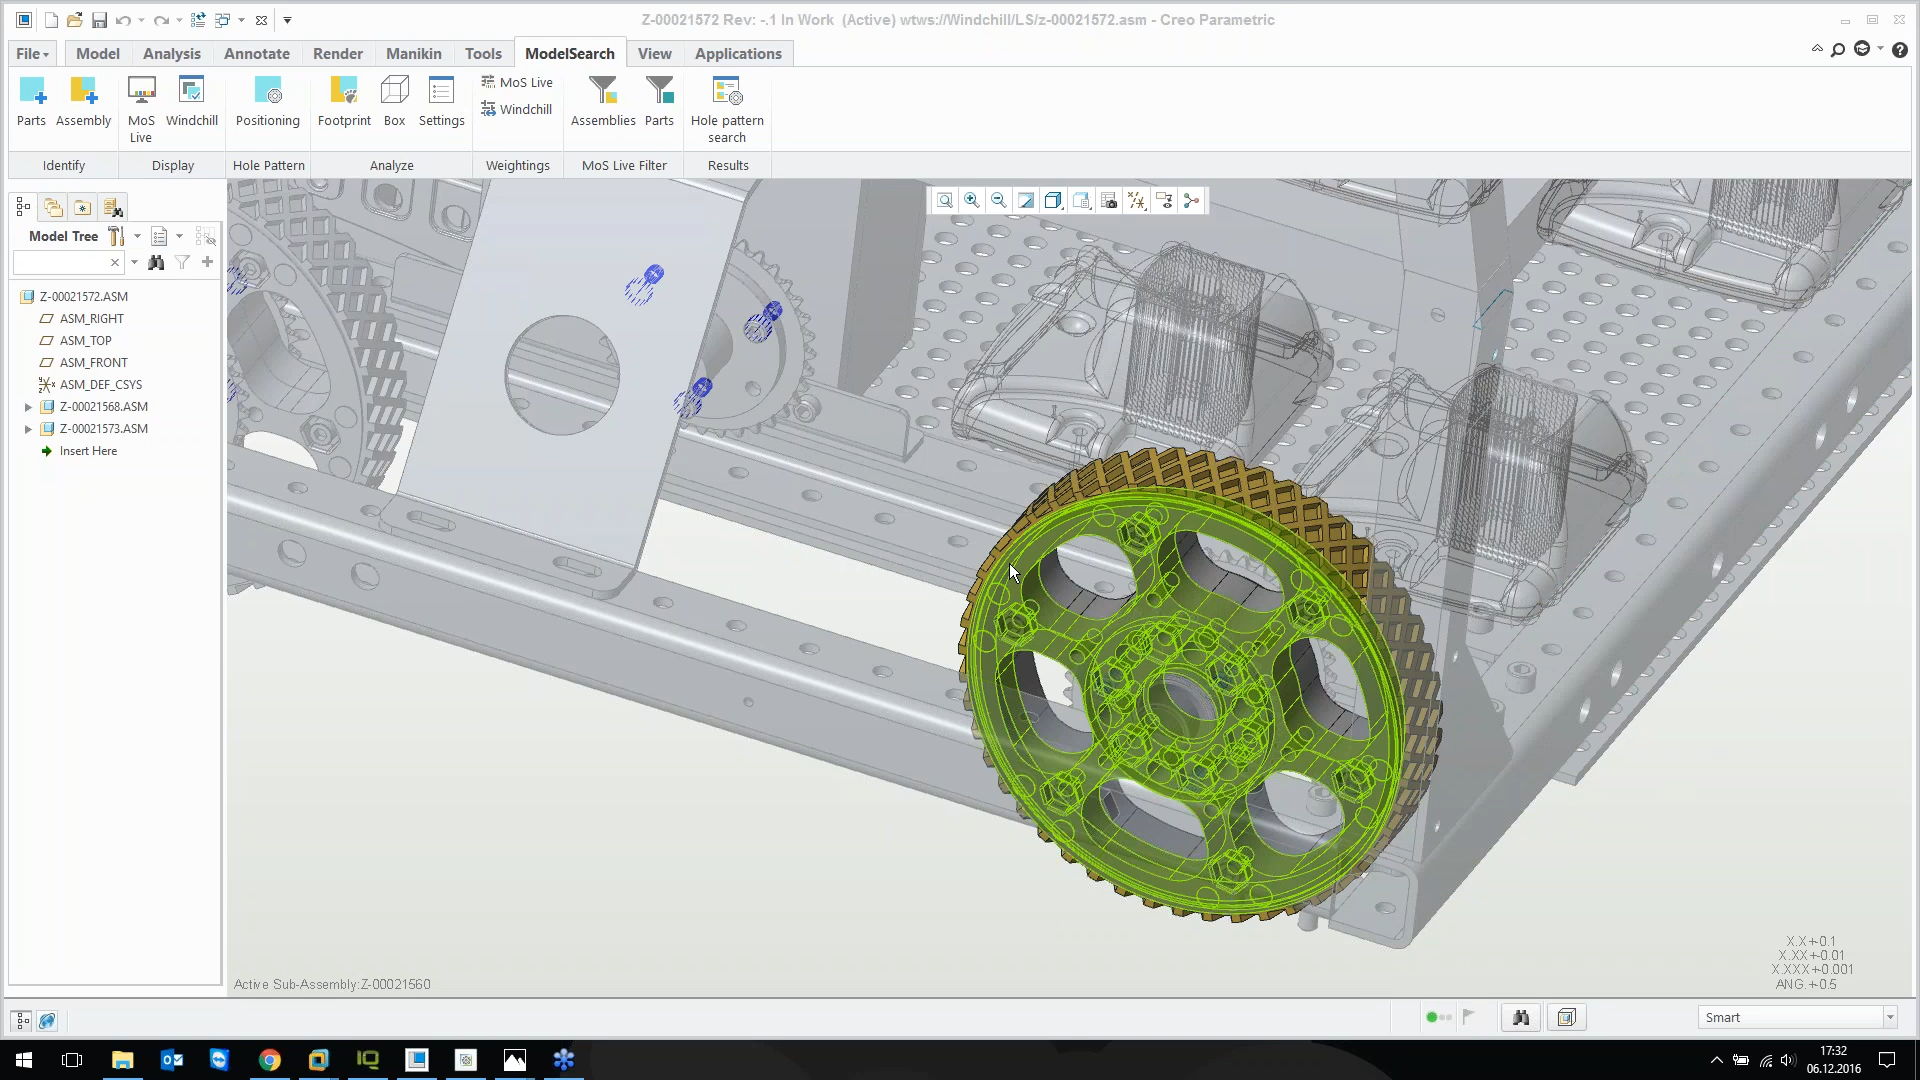 Z-00021572 Rev: -.1 In Work (Active) wtws://Windchill/LS/z-00021572.asm - Creo Parametric
File Model Analysis Annotate Render Manikin Tools ModelSearch View Applications
Parts Assembly MoS Live Windchill Positioning Footprint Box Settings MoS Live Windchill Assemblies Parts Hole pattern search
Identify Display Hole Pattern Analyze Weightings MoS Live Filter Results
Model Tree
Z-00021572.ASM
ASM_RIGHT
ASM_TOP
ASM_FRONT
ASM_DEF_CSYS
Z-00021568.ASM
Z-00021573.ASM
Insert Here
X.X+-0.1
X.XX+-0.01
X.XXX+-0.001
ANG.+-0.5
Active Sub-Assembly:Z-00021560
Smart
17:32
06.12.2016